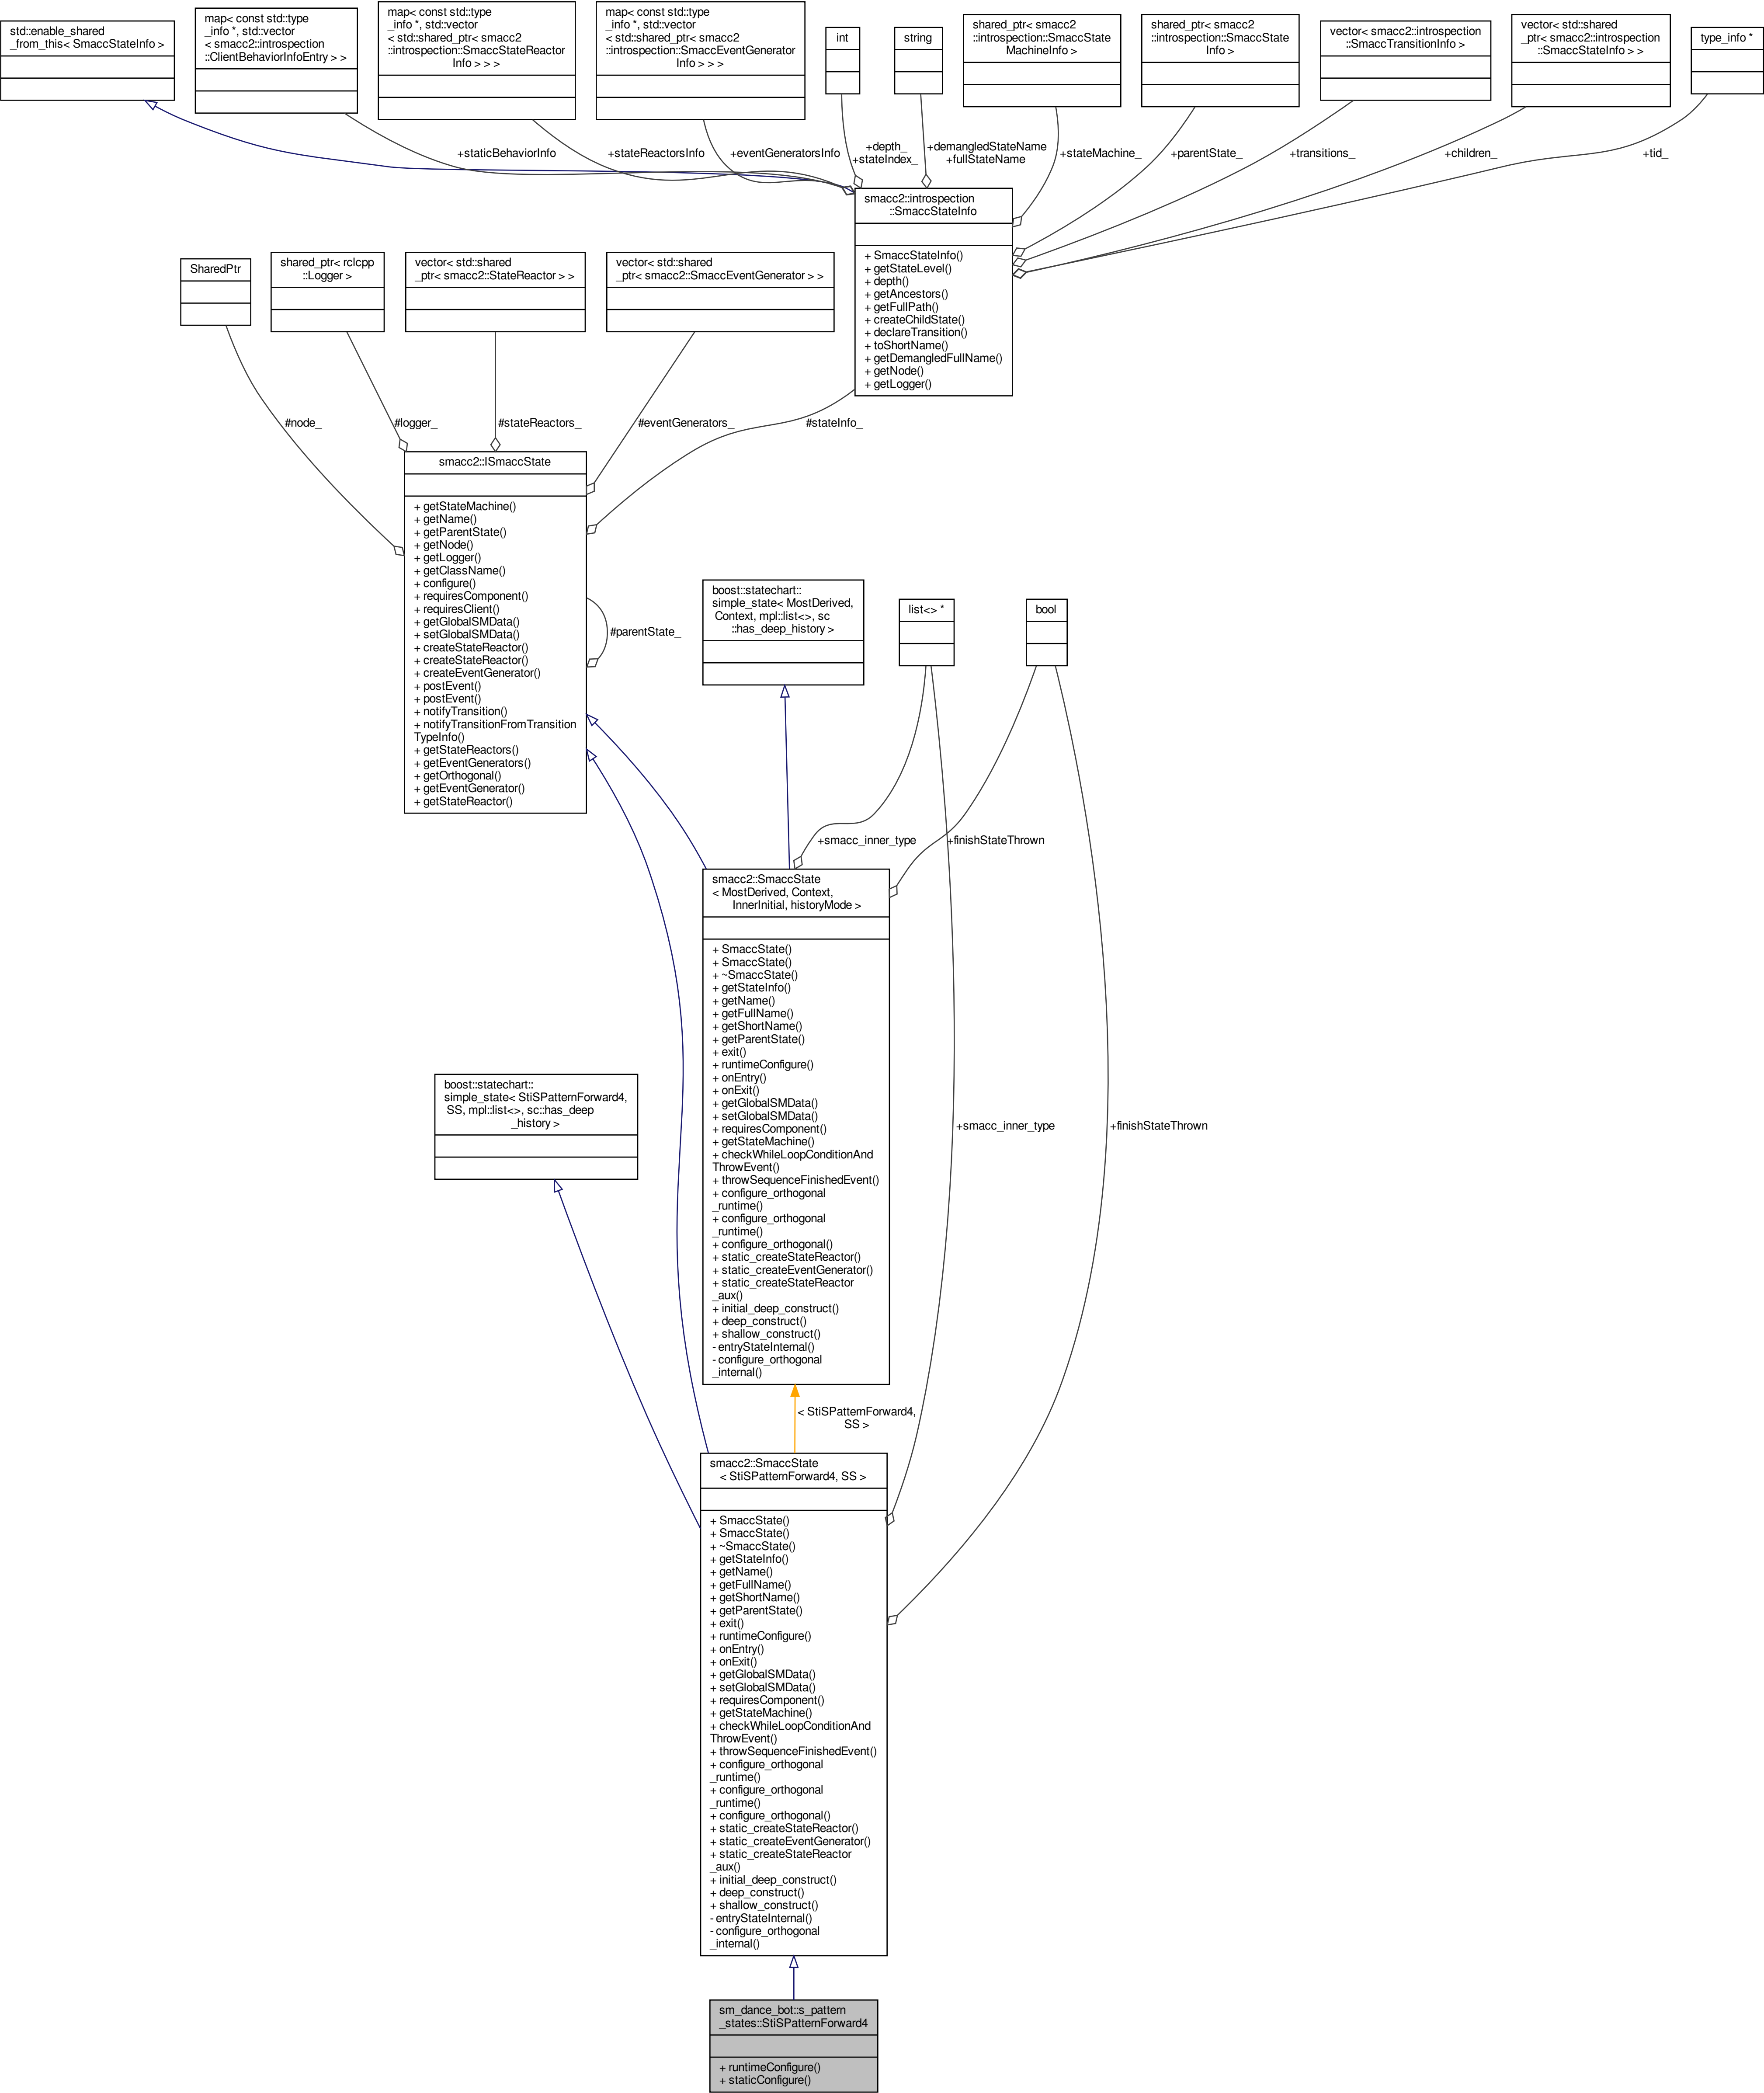 std::enable_shared
_from_this< SmaccStateInfo >
map< const std::type
_info *, std::vector
< smacc2::introspection
::ClientBehaviorInfoEntry > >
map< const std::type
_info *, std::vector
< std::shared_ptr< smacc2
::introspection::SmaccStateReactor
Info > > >
map< const std::type
_info *, std::vector
< std::shared_ptr< smacc2
::introspection::SmaccEventGenerator
Info > > >
int
string
shared_ptr< smacc2
::introspection::SmaccState
MachineInfo >
shared_ptr< smacc2
::introspection::SmaccState
Info >
vector< smacc2::introspection
::SmaccTransitionInfo >
vector< std::shared
_ptr< smacc2::introspection
::SmaccStateInfo > >
type_info *
+staticBehaviorInfo
+stateReactorsInfo
+eventGeneratorsInfo
+depth_
+stateIndex_
+demangledStateName
+fullStateName
+stateMachine_
+parentState_
+transitions_
+children_
+tid_
smacc2::introspection
::SmaccStateInfo
+ SmaccStateInfo()
+ getStateLevel()
+ depth()
+ getAncestors()
+ getFullPath()
+ createChildState()
+ declareTransition()
+ toShortName()
+ getDemangledFullName()
+ getNode()
+ getLogger()
SharedPtr
shared_ptr< rclcpp
::Logger >
vector< std::shared
_ptr< smacc2::StateReactor > >
vector< std::shared
_ptr< smacc2::SmaccEventGenerator > >
#node_
#logger_
#stateReactors_
#eventGenerators_
#stateInfo_
smacc2::ISmaccState
+ getStateMachine()
+ getName()
+ getParentState()
+ getNode()
+ getLogger()
+ getClassName()
+ configure()
+ requiresComponent()
+ requiresClient()
+ getGlobalSMData()
+ setGlobalSMData()
+ createStateReactor()
+ createStateReactor()
+ createEventGenerator()
+ postEvent()
+ postEvent()
+ notifyTransition()
+ notifyTransitionFromTransition
TypeInfo()
+ getStateReactors()
+ getEventGenerators()
+ getOrthogonal()
+ getEventGenerator()
+ getStateReactor()
#parentState_
boost::statechart::
simple_state< MostDerived,
Context, mpl::list<>, sc
::has_deep_history >
list<> *
bool
+smacc_inner_type
+finishStateThrown
smacc2::SmaccState
< MostDerived, Context,
InnerInitial, historyMode >
+ SmaccState()
+ SmaccState()
+ ~SmaccState()
+ getStateInfo()
+ getName()
+ getFullName()
+ getShortName()
+ getParentState()
+ exit()
+ runtimeConfigure()
+ onEntry()
+ onExit()
+ getGlobalSMData()
+ setGlobalSMData()
+ requiresComponent()
+ getStateMachine()
+ checkWhileLoopConditionAnd
ThrowEvent()
+ throwSequenceFinishedEvent()
+ configure_orthogonal
_runtime()
+ configure_orthogonal
_runtime()
+ configure_orthogonal()
+ static_createStateReactor()
+ static_createEventGenerator()
+ static_createStateReactor
_aux()
+ initial_deep_construct()
+ deep_construct()
+ shallow_construct()
- entryStateInternal()
- configure_orthogonal
_internal()
boost::statechart::
simple_state< StiSPatternForward4,
SS, mpl::list<>, sc::has_deep
_history >
+smacc_inner_type
+finishStateThrown
< StiSPatternForward4,
SS >
smacc2::SmaccState
< StiSPatternForward4, SS >
+ SmaccState()
+ SmaccState()
+ ~SmaccState()
+ getStateInfo()
+ getName()
+ getFullName()
+ getShortName()
+ getParentState()
+ exit()
+ runtimeConfigure()
+ onEntry()
+ onExit()
+ getGlobalSMData()
+ setGlobalSMData()
+ requiresComponent()
+ getStateMachine()
+ checkWhileLoopConditionAnd
ThrowEvent()
+ throwSequenceFinishedEvent()
+ configure_orthogonal
_runtime()
+ configure_orthogonal
_runtime()
+ configure_orthogonal()
+ static_createStateReactor()
+ static_createEventGenerator()
+ static_createStateReactor
_aux()
+ initial_deep_construct()
+ deep_construct()
+ shallow_construct()
- entryStateInternal()
- configure_orthogonal
_internal()
sm_dance_bot::s_pattern
_states::StiSPatternForward4
+ runtimeConfigure()
+ staticConfigure()